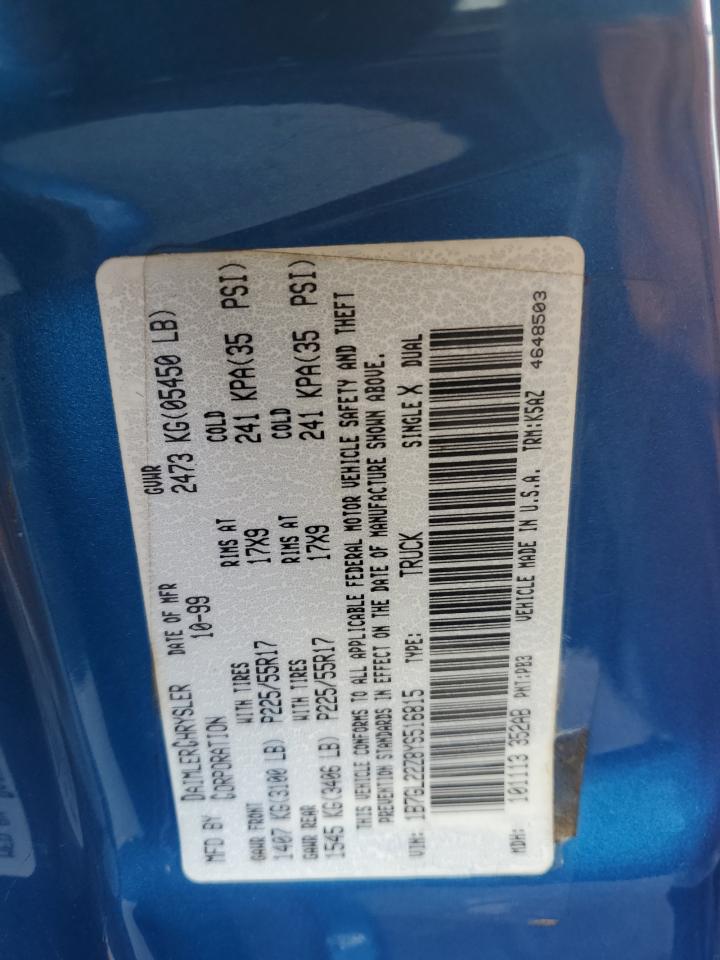 MFD BY DAIMLERCHRYSLER CORPORATION DATE OF MFR 10-99 GVWR 2473 KG(05450 LB)
GAWR FRONT WITH TIRES RIMS AT COLD
1407 KG(3100 LB) P225/55R17 17X9 241 KPA(35 PSI)
GAWR REAR WITH TIRES RIMS AT COLD
1545 KG(3406 LB) P225/55R17 17X9 241 KPA(35 PSI)
THIS VEHICLE CONFORMS TO ALL APPLICABLE FEDERAL MOTOR VEHICLE SAFETY AND THEFT
PREVENTION STANDARDS IN EFFECT ON THE DATE OF MANUFACTURE SHOWN ABOVE.
VIN: 1B7GL22Z8YS516815 TYPE: TRUCK SINGLE X DUAL
MDH: 101113 352AB PNT:PB3 VEHICLE MADE IN U.S.A. TRM:K5AZ 4648503